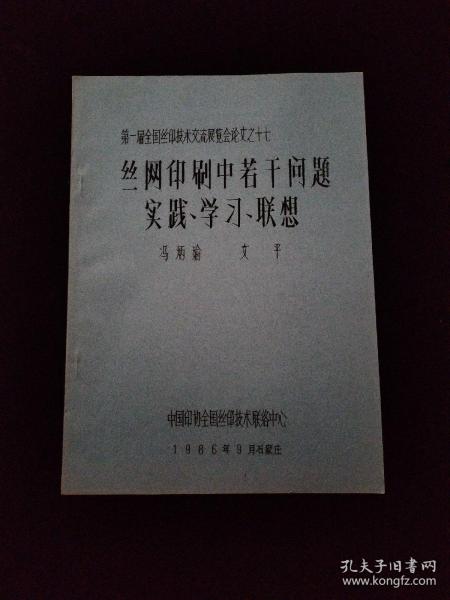 第一届全国丝印技术交流展览会论文之十七
丝网印刷中若干问题
实践、学习、联想
冯炳瑜 文平
中国印协全国丝印技术联络中心
1986年9月石家庄
孔夫子旧书网
www.kongfz.com